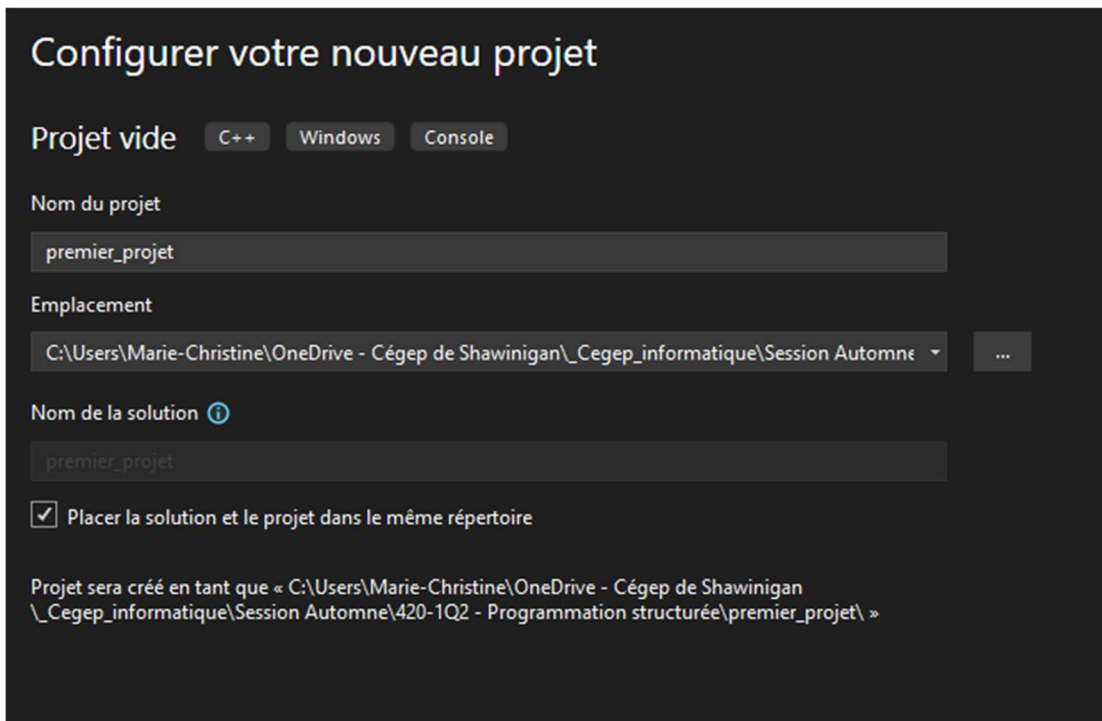 Configurer votre nouveau projet
Projet vide C++ Windows Console
Nom du projet
premier_projet
Emplacement
C:\Users\Marie-Christine\OneDrive - Cégep de Shawinigan\_Cegep_informatique\Session Automne
...
Nom de la solution
premier_projet
Placer la solution et le projet dans le même répertoire
Projet sera créé en tant que « C:\Users\Marie-Christine\OneDrive - Cégep de Shawinigan
\_Cegep_informatique\Session Automne\420-1Q2 - Programmation structurée\premier_projet\ »